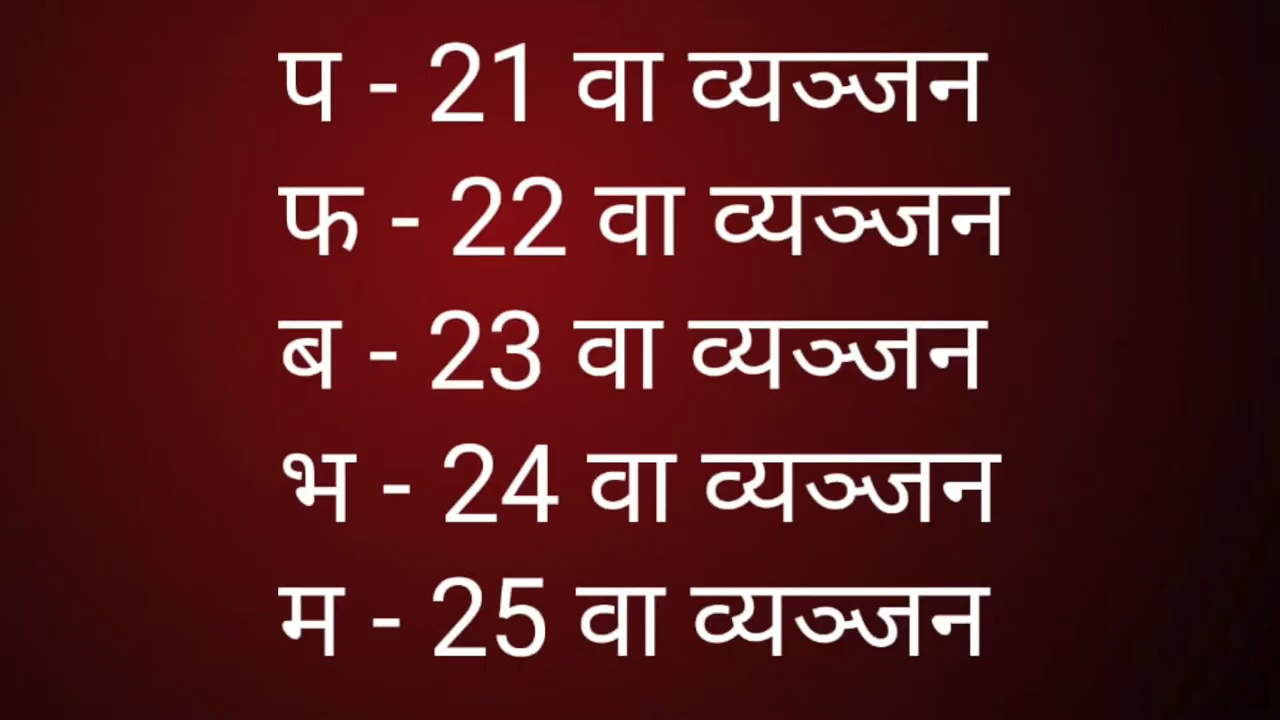 प - 21 वा व्यञ्जन
फ - 22 वा व्यञ्जन
ब - 23 वा व्यञ्जन
भ - 24 वा व्यञ्जन
म - 25 वा व्यञ्जन